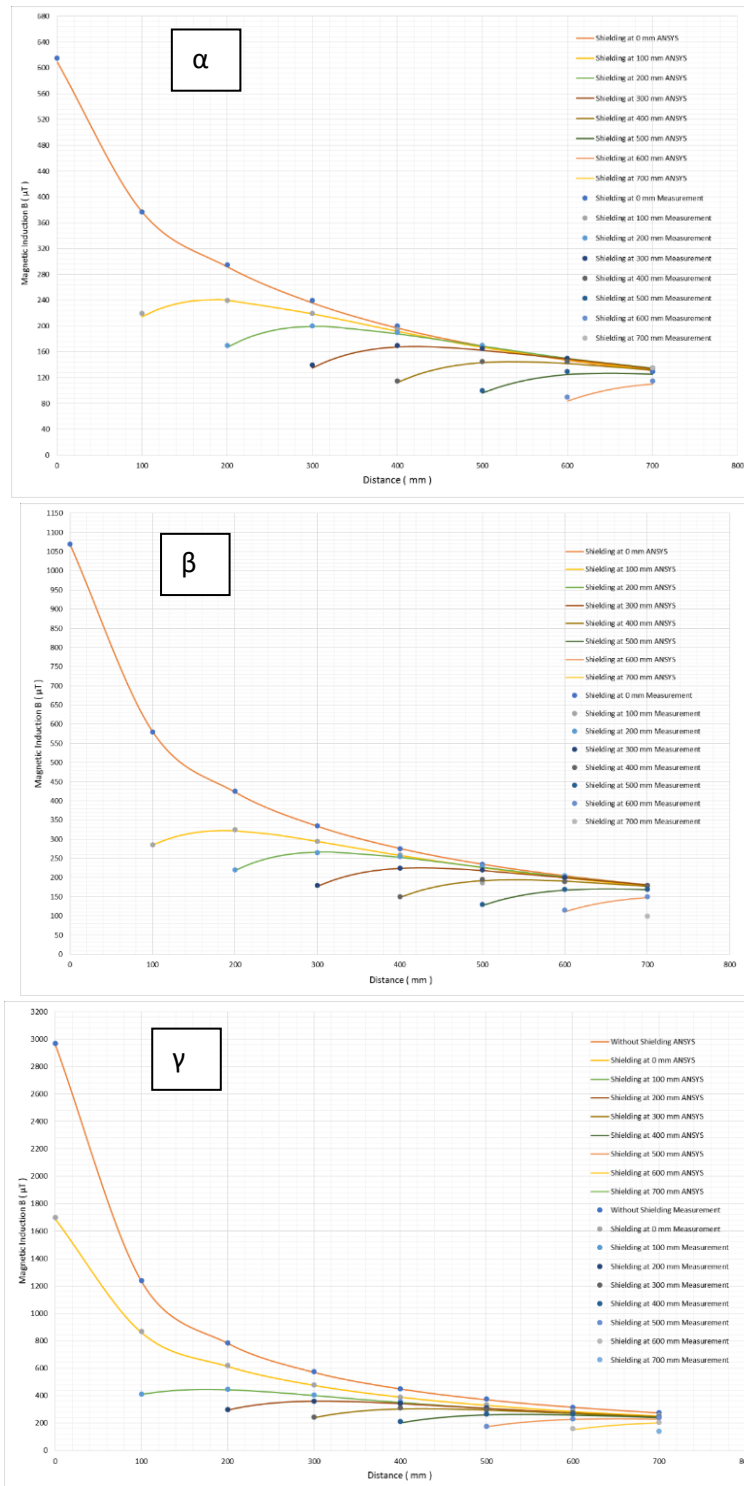 α
680
640
600
560
520
480
440
400
360
320
280
240
200
160
120
80
40
0
Magnetic Induction B ( µT )
0 100 200 300 400 500 600 700 800
Distance ( mm )
Shielding at 0 mm ANSYS
Shielding at 100 mm ANSYS
Shielding at 200 mm ANSYS
Shielding at 300 mm ANSYS
Shielding at 400 mm ANSYS
Shielding at 500 mm ANSYS
Shielding at 600 mm ANSYS
Shielding at 700 mm ANSYS
Shielding at 0 mm Measurement
Shielding at 100 mm Measurement
Shielding at 200 mm Measurement
Shielding at 300 mm Measurement
Shielding at 400 mm Measurement
Shielding at 500 mm Measurement
Shielding at 600 mm Measurement
Shielding at 700 mm Measurement
β
1150
1100
1050
1000
950
900
850
800
750
700
650
600
550
500
450
400
350
300
250
200
150
100
50
0
Magnetic Induction B ( µT )
0 100 200 300 400 500 600 700 800
Distance ( mm )
Shielding at 0 mm ANSYS
Shielding at 100 mm ANSYS
Shielding at 200 mm ANSYS
Shielding at 300 mm ANSYS
Shielding at 400 mm ANSYS
Shielding at 500 mm ANSYS
Shielding at 600 mm ANSYS
Shielding at 700 mm ANSYS
Shielding at 0 mm Measurement
Shielding at 100 mm Measurement
Shielding at 200 mm Measurement
Shielding at 300 mm Measurement
Shielding at 400 mm Measurement
Shielding at 500 mm Measurement
Shielding at 600 mm Measurement
Shielding at 700 mm Measurement
γ
3200
3000
2800
2600
2400
2200
2000
1800
1600
1400
1200
1000
800
600
400
200
0
Magnetic Induction B ( µT )
0 100 200 300 400 500 600 700
Distance ( mm )
Without Shielding ANSYS
Shielding at 0 mm ANSYS
Shielding at 100 mm ANSYS
Shielding at 200 mm ANSYS
Shielding at 300 mm ANSYS
Shielding at 400 mm ANSYS
Shielding at 500 mm ANSYS
Shielding at 600 mm ANSYS
Shielding at 700 mm ANSYS
Without Shielding Measurement
Shielding at 0 mm Measurement
Shielding at 100 mm Measurement
Shielding at 200 mm Measurement
Shielding at 300 mm Measurement
Shielding at 400 mm Measurement
Shielding at 500 mm Measurement
Shielding at 600 mm Measurement
Shielding at 700 mm Measurement